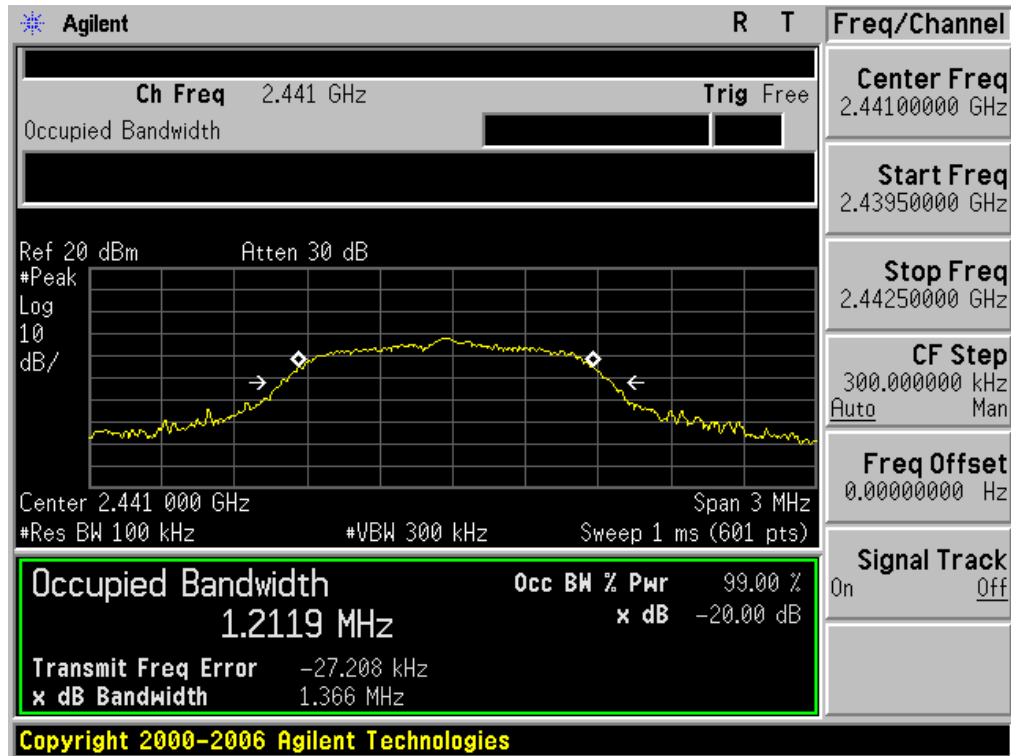 Agilent R T
Freq/Channel
Ch Freq 2.441 GHz Trig Free
Occupied Bandwidth
Center Freq
2.44100000 GHz
Start Freq
2.43950000 GHz
Stop Freq
2.44250000 GHz
CF Step
300.000000 kHz
Auto Man
Freq Offset
0.00000000 Hz
Signal Track
On Off
Ref 20 dBm Atten 30 dB
#Peak
Log
10
dB/
Center 2.441 000 GHz Span 3 MHz
#Res BW 100 kHz #VBW 300 kHz Sweep 1 ms (601 pts)
Occupied Bandwidth
1.2119 MHz
Occ BW % Pwr 99.00 %
x dB -20.00 dB
Transmit Freq Error -27.208 kHz
x dB Bandwidth 1.366 MHz
Copyright 2000-2006 Agilent Technologies